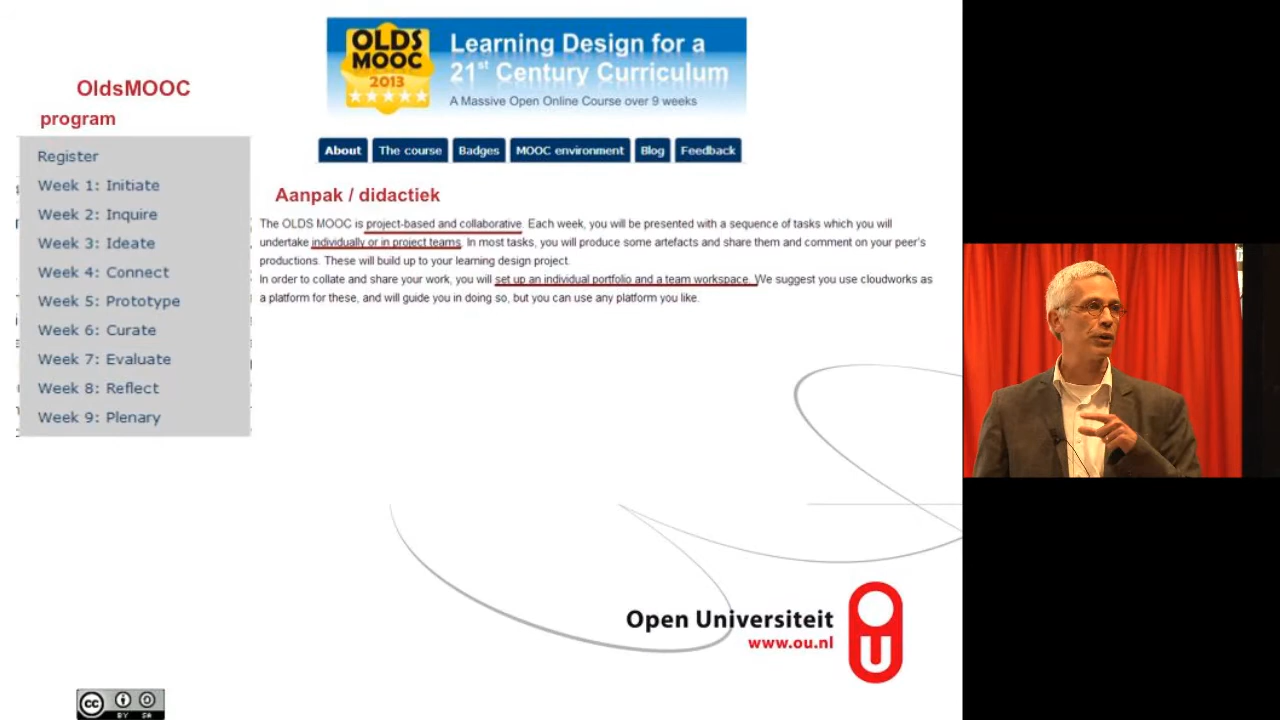 OLDS
MOOC
2013
Learning Design for a
21st Century Curriculum
A Massive Open Online Course over 9 weeks
OldsMOOC
program
About The course Badges MOOC environment Blog Feedback
Register
Week 1: Initiate
Week 2: Inquire
Week 3: Ideate
Week 4: Connect
Week 5: Prototype
Week 6: Curate
Week 7: Evaluate
Week 8: Reflect
Week 9: Plenary
Aanpak / didactiek
The OLDS MOOC is project-based and collaborative. Each week, you will be presented with a sequence of tasks which you will
undertake individually or in project teams. In most tasks, you will produce some artefacts and share them and comment on your peer's
productions. These will build up to your learning design project.
In order to collate and share your work, you will set up an individual portfolio and a team workspace. We suggest you use cloudworks as
a platform for these, and will guide you in doing so, but you can use any platform you like.
Open Universiteit
www.ou.nl
U
cc
BY SA